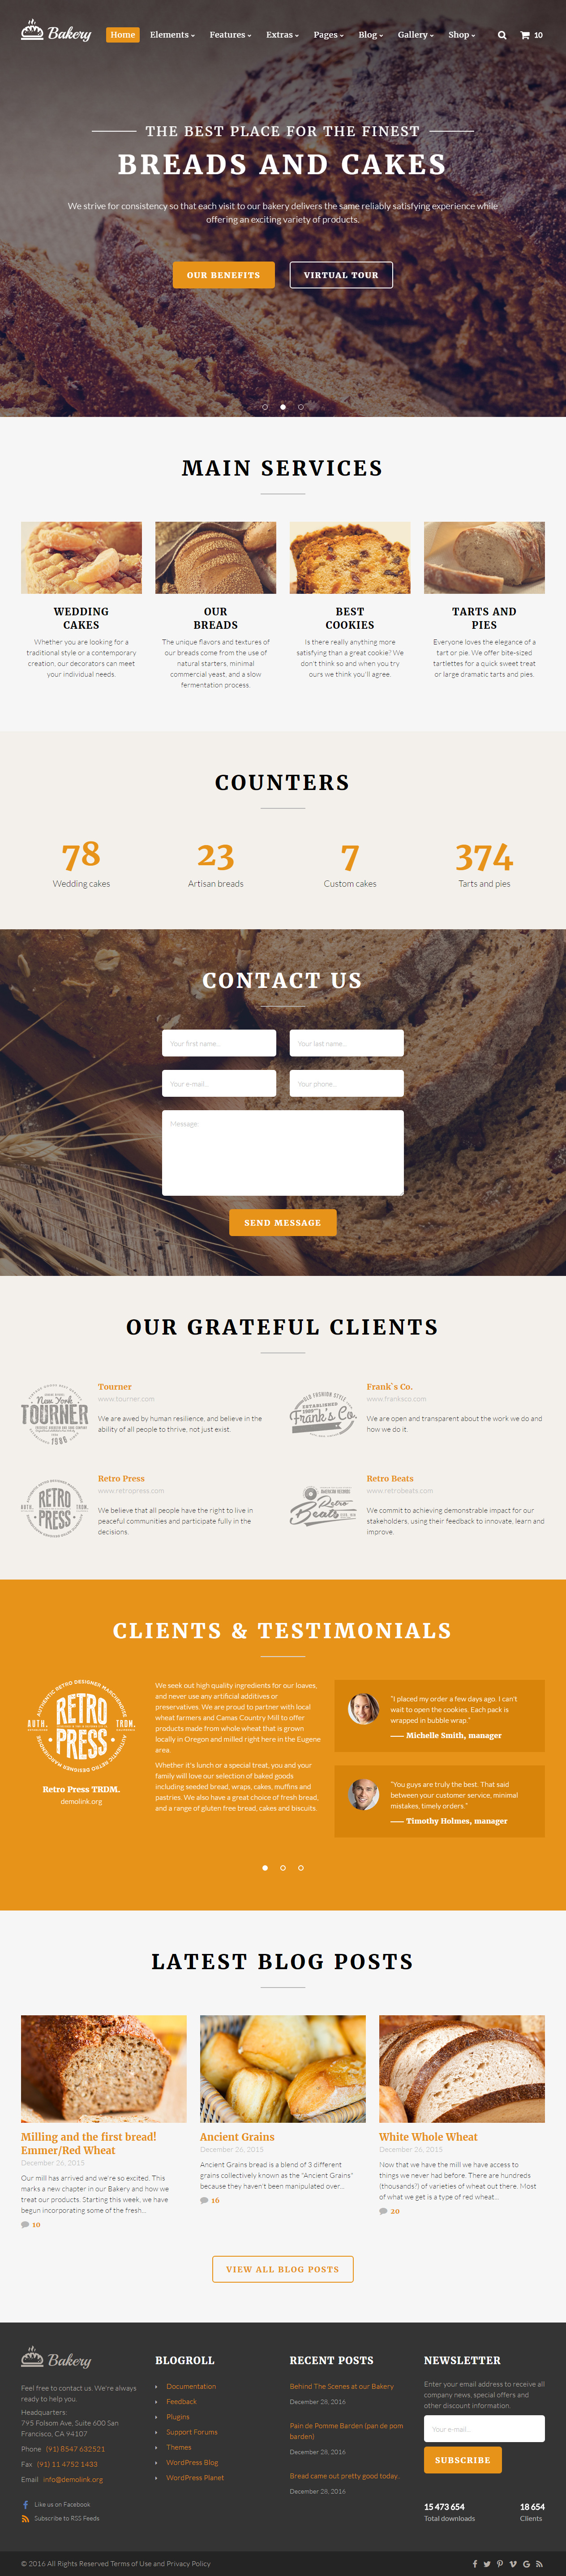 Bakery
Home Elements Features Extras Pages Blog Gallery Shop 10
THE BEST PLACE FOR THE FINEST
BREADS AND CAKES
We strive for consistency so that each visit to our bakery delivers the same reliably satisfying experience while
offering an exciting variety of products.
OUR BENEFITS
VIRTUAL TOUR
MAIN SERVICES
WEDDING
CAKES
Whether you are looking for a
traditional style or a contemporary
creation, our decorators can meet
your individual needs.
OUR
BREADS
The unique flavors and textures of
our breads come from the use of
natural starters, minimal
commercial yeast, and a slow
fermentation process.
BEST
COOKIES
Is there really anything more
satisfying than a great cookie? We
don't think so and when you try
ours we think you'll agree.
TARTS AND
PIES
Everyone loves the elegance of a
tart or pie. We offer bite-sized
tartlettes for a quick sweet treat
or large dramatic tarts and pies.
COUNTERS
78
Wedding cakes
23
Artisan breads
7
Custom cakes
374
Tarts and pies
CONTACT US
Your first name...
Your last name...
Your e-mail...
Your phone...
Message
SEND MESSAGE
OUR GRATEFUL CLIENTS
TOURNER
1986
Tourner
www.tourner.com
We are awed by human resilience, and believe in the
ability of all people to thrive, not just exist.
OLD FASHION STYLE
ESTABLISHED
Frank's Co.
Frank`s Co.
www.franksco.com
We are open and transparent about the work we do and
how we do it.
AUTH. RETRO TRDM.
PRESS
Retro Press
www.retropress.com
We believe that all people have the right to live in
peaceful communities and participate fully in the
decisions.
Retro
Beats
Retro Beats
www.retrobeats.com
We commit to achieving demonstrable impact for our
stakeholders, using their feedback to innovate, learn and
improve.
CLIENTS & TESTIMONIALS
AUTHENTIC RETRO DESIGNER MARCHENDISE
AUTH. RETRO TRDM.
PRESS
AUTHENTIC RETRO DESIGNER MARCHENDISE
Retro Press TRDM.
demolink.org
We seek out high quality ingredients for our loaves,
and never use any artificial additives or
preservatives. We are proud to partner with local
wheat farmers and Camas Country Mill to offer
products made from whole wheat that is grown
locally in Oregon and milled right here in the Eugene
area.
Whether it's lunch or a special treat, you and your
family will love our selection of baked goods
including seeded bread, wraps, cakes, muffins and
pastries. We also have a great choice of fresh bread,
and a range of gluten free bread, cakes and biscuits.
"I placed my order a few days ago. I can't
wait to open the cookies. Each pack is
wrapped in bubble wrap."
Michelle Smith, manager
"You guys are truly the best. That said
between your customer service, minimal
mistakes, timely orders."
Timothy Holmes, manager
LATEST BLOG POSTS
Milling and the first bread!
Emmer/Red Wheat
December 26, 2015
Our mill has arrived and we're so excited. This
marks a new chapter in our Bakery and how we
treat our products. Starting this week, we have
begun incorporating some of the fresh...
10
Ancient Grains
December 26, 2015
Ancient Grains bread is a blend of 3 different
grains collectively known as the "Ancient Grains"
because they haven't been manipulated over...
16
White Whole Wheat
December 26, 2015
Now that we have the mill we have access to
things we never had before. There are hundreds
(thousands?) of varieties of wheat out there. Most
of what we get is a type of red wheat...
20
VIEW ALL BLOG POSTS
Bakery
Feel free to contact us. We're always
ready to help you.
Headquarters:
795 Folsom Ave, Suite 600 San
Francisco, CA 94107
Phone (91) 8547 632521
Fax (91) 11 4752 1433
Email info@demolink.org
Like us on Facebook
Subscribe to RSS Feeds
BLOGROLL
Documentation
Feedback
Plugins
Support Forums
Themes
WordPress Blog
WordPress Planet
RECENT POSTS
Behind The Scenes at our Bakery
December 28, 2016
Pain de Pomme Barden (pan de pom
barden)
December 28, 2016
Bread came out pretty good today..
December 28, 2016
NEWSLETTER
Enter your email address to receive all
company news, special offers and
other discount information.
Your e-mail...
SUBSCRIBE
15 473 654
Total downloads
18 654
Clients
© 2016 All Rights Reserved Terms of Use and Privacy Policy